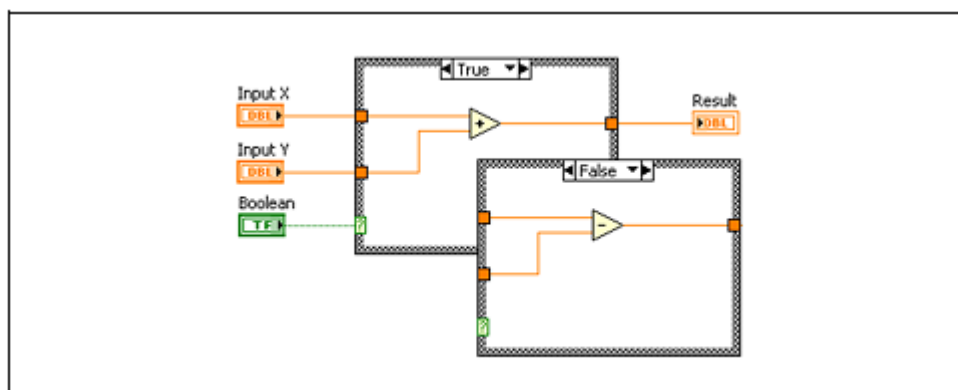 True
Input X
DBL
+
Result
DBL
Input Y
DBL
False
Boolean
TF
?
-
?